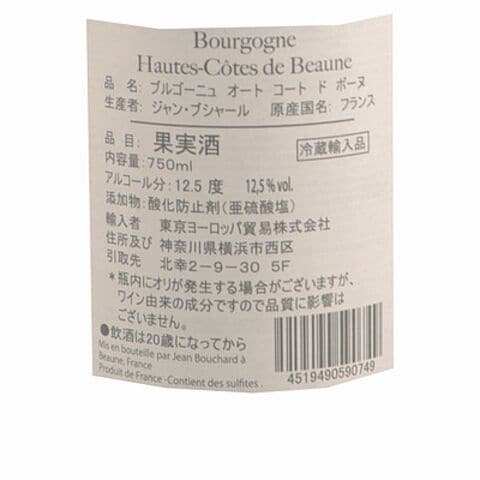 Bourgogne
Hautes-Côtes de Beaune
品 名: ブルゴーニュ オート コート ド ボーヌ
生産者: ジャン・ブシャール 原産国名: フランス
品 目: 果実酒 冷蔵輸入品
内容量:750ml
アルコール分:12.5 度 12,5% vol.
添加物:酸化防止剤(亜硫酸塩)
輸入者 東京ヨーロッパ貿易株式会社
住所及び 神奈川県横浜市西区
引取先 北幸2-9-30 5F
*瓶内にオリが発生する場合がございますが、
ワイン由来の成分ですので品質に影響は
ございません。
●飲酒は20歳になってから
Mis en bouteille par Jean Bouchard à
Beaune, France
Produit de France -Contient des sulfites .
4519490590749